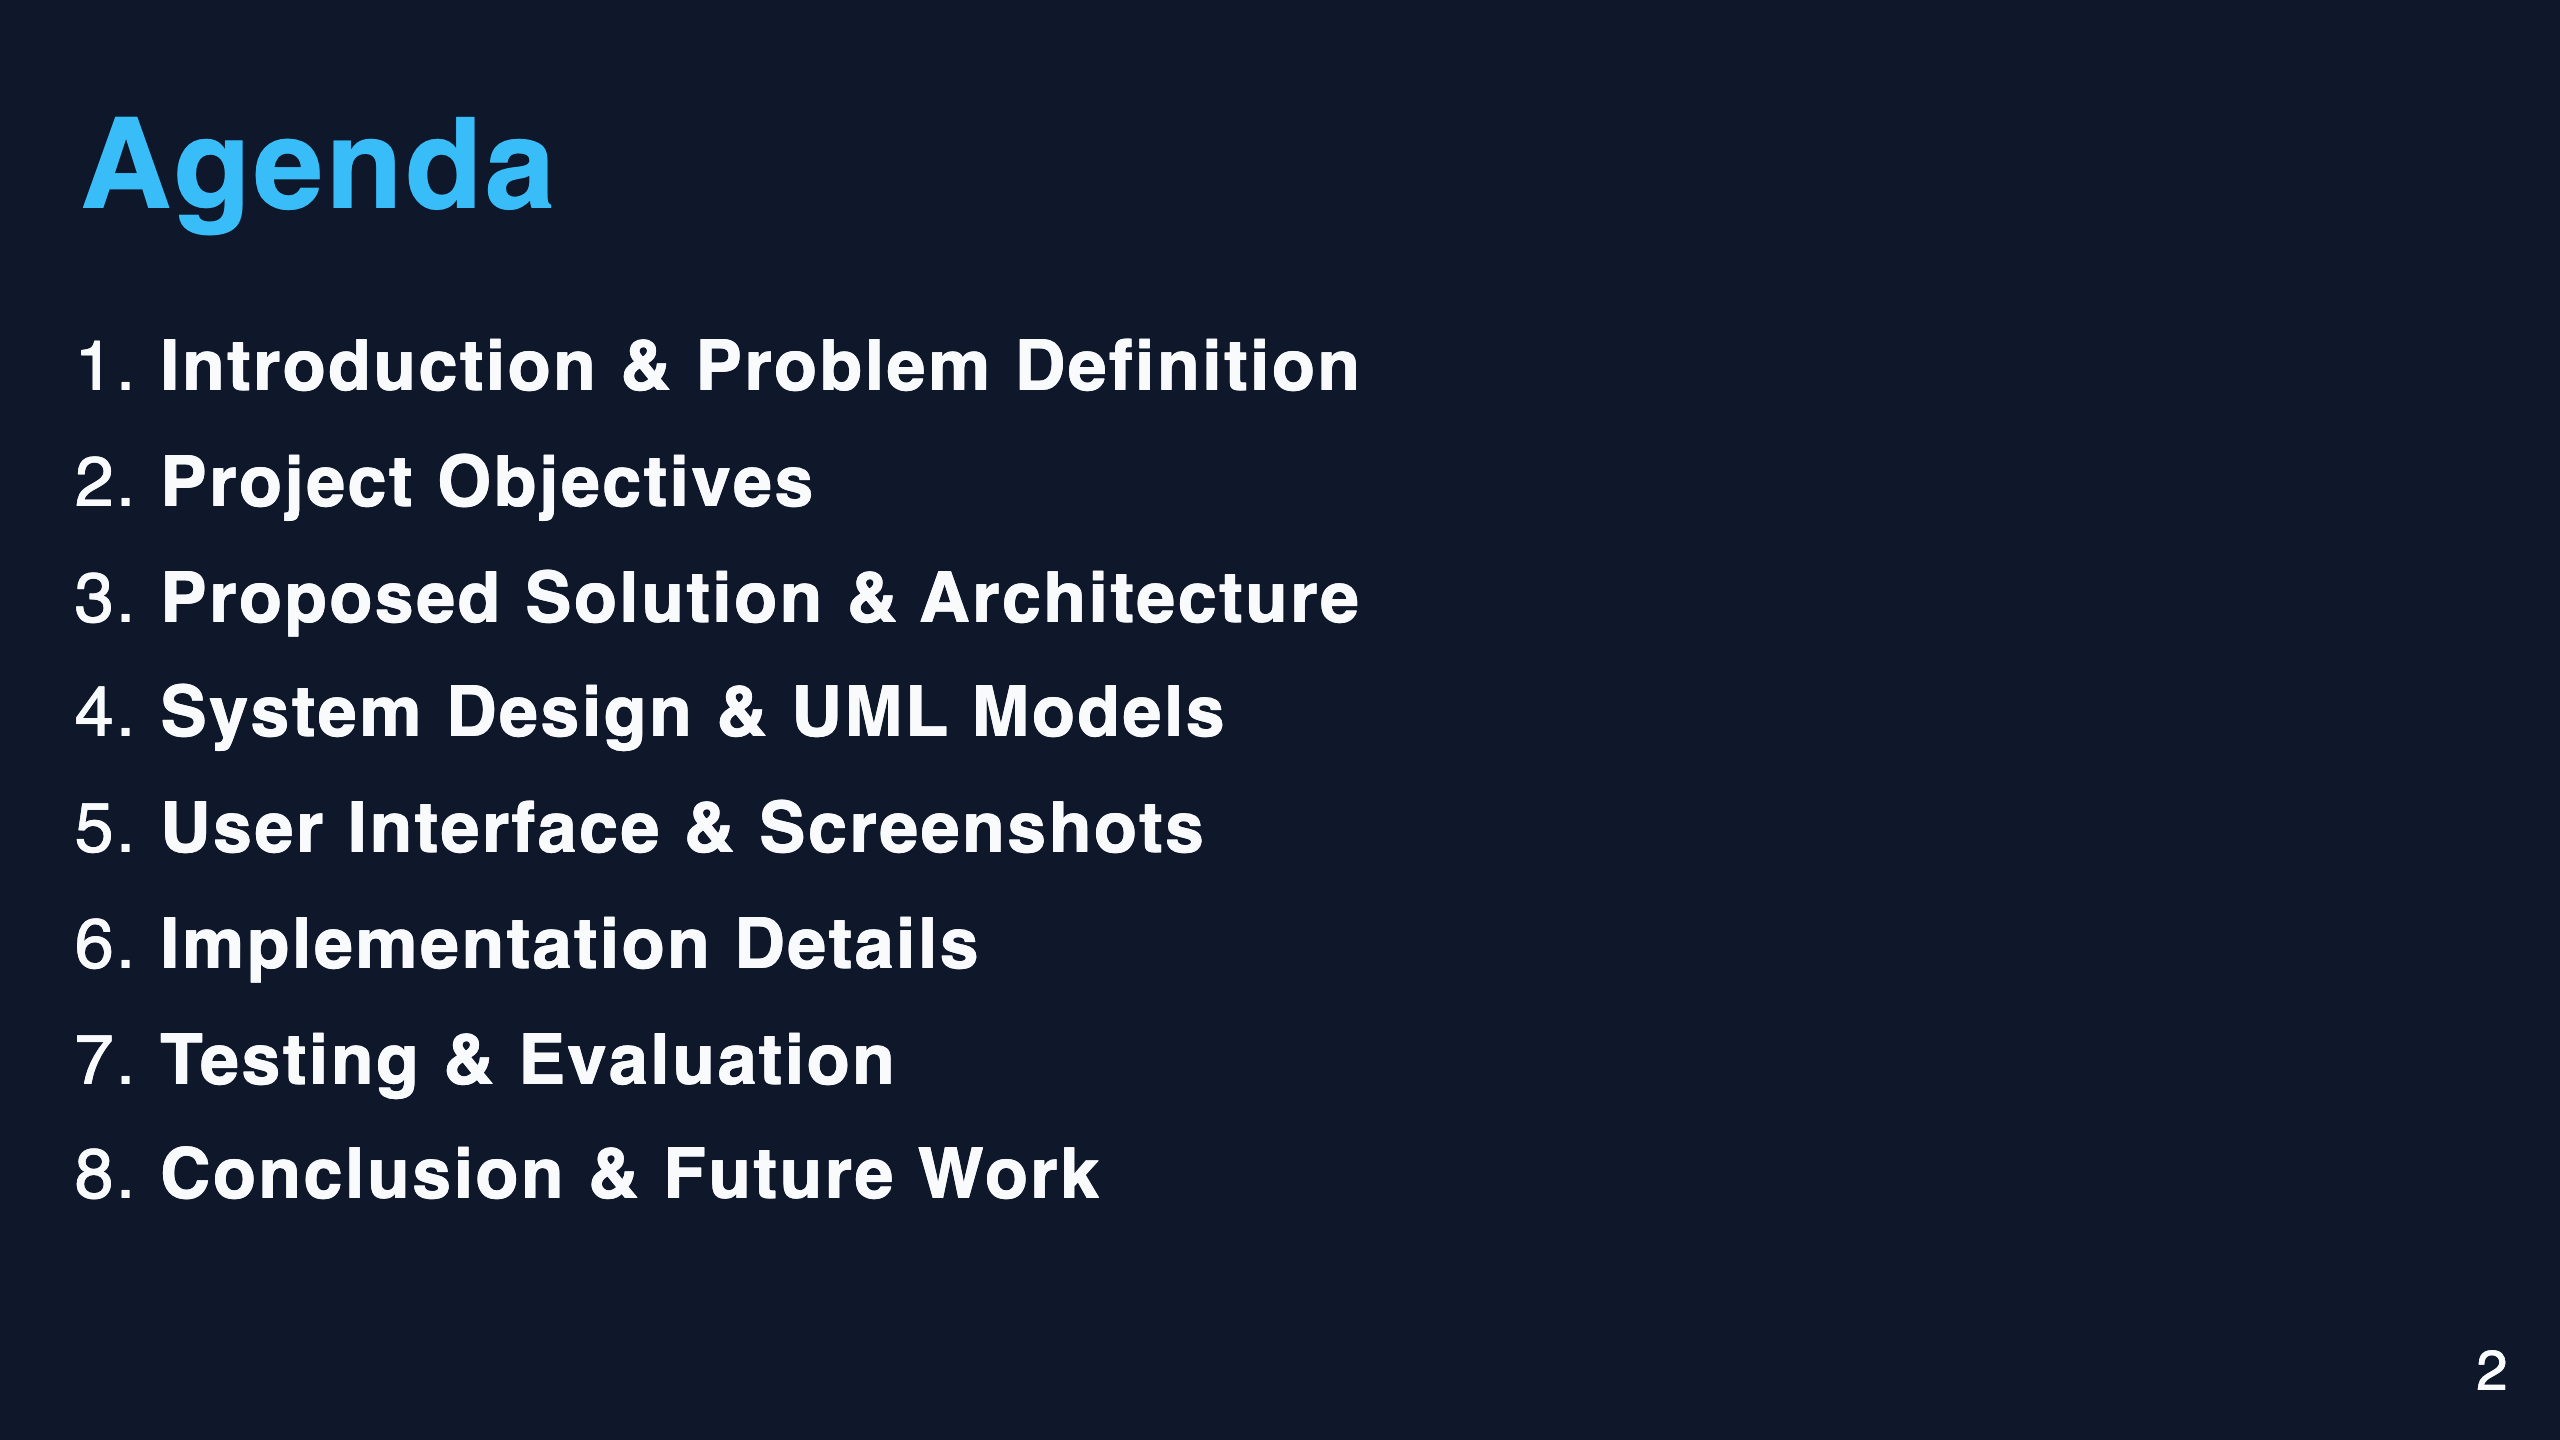 Agenda
1. Introduction & Problem Definition
2. Project Objectives
3. Proposed Solution & Architecture
4. System Design & UML Models
5. User Interface & Screenshots
6. Implementation Details
7. Testing & Evaluation
8. Conclusion & Future Work
2